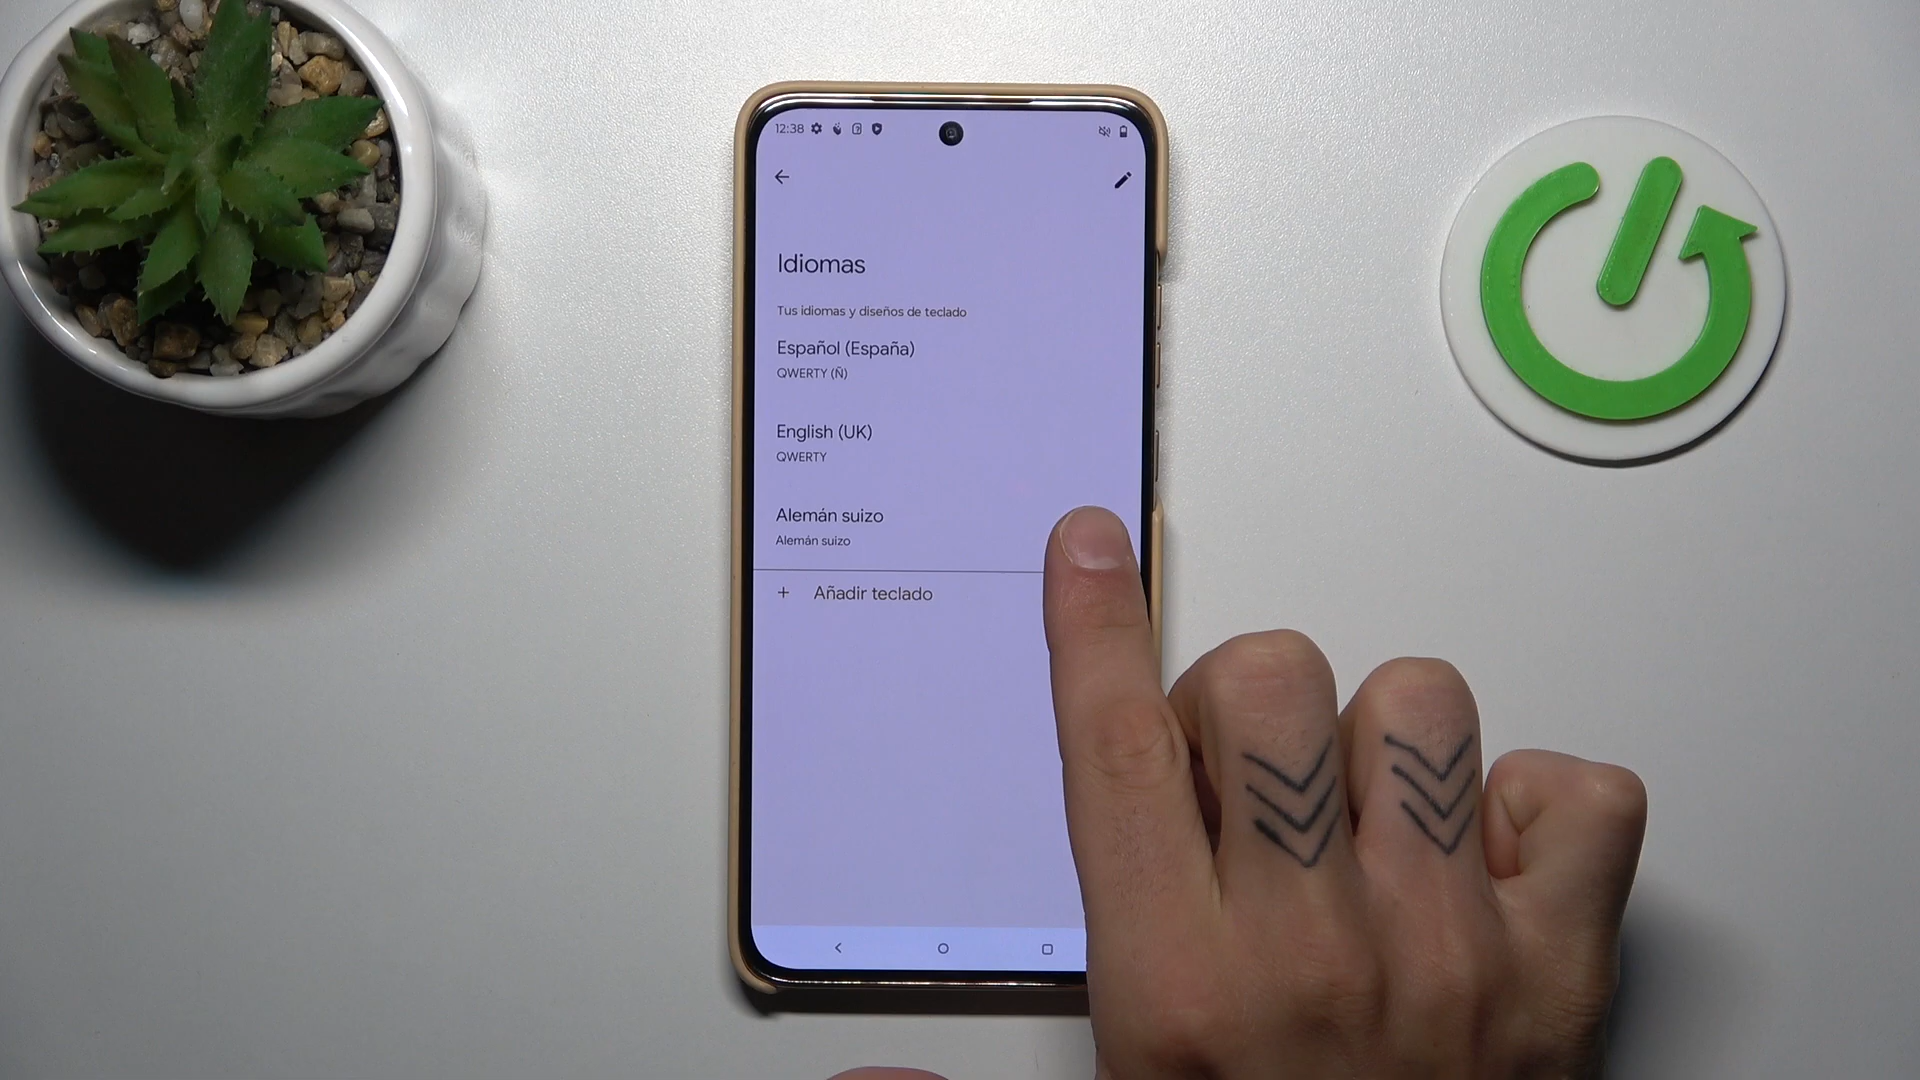 12:38
Idiomas
Tus idiomas y diseños de teclado
Español (España)
QWERTY (Ñ)
English (UK)
QWERTY
Alemán suizo
Alemán suizo
+ Añadir teclado